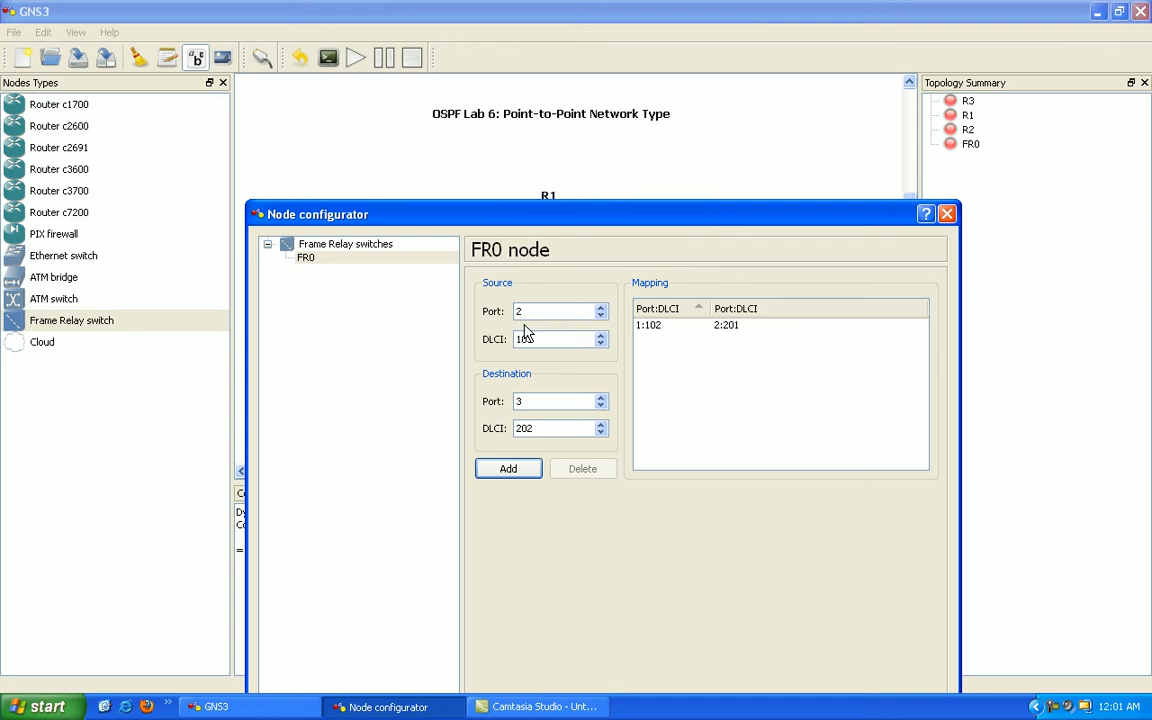 GNS3
File Edit View Help
Nodes Types
Topology Summary
Router c1700
Router c2600
Router c2691
Router c3600
Router c3700
Router c7200
PIX firewall
Ethernet switch
ATM bridge
ATM switch
Frame Relay switch
Cloud
OSPF Lab 6: Point-to-Point Network Type
R1
R3
R1
R2
FR0
Node configurator
Frame Relay switches
FR0
FR0 node
Source
Port: 2
DLCI:
Destination
Port: 3
DLCI: 202
Add Delete
Mapping
Port:DLCI Port:DLCI
1:102 2:201
=
start GNS3 Node configurator Camtasia Studio - Unt... 12:01 AM